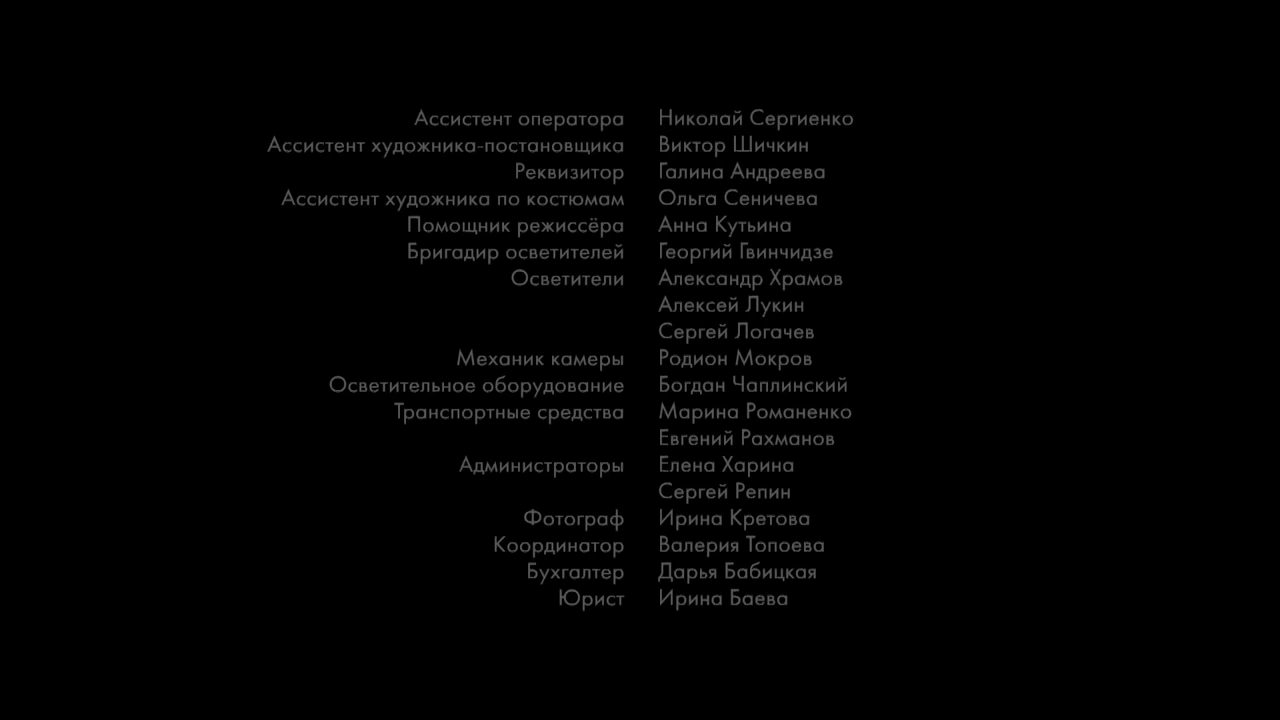 Ассистент оператора Николай Сергиенко
Ассистент художника-постановщика Виктор Шичкин
Реквизитор Галина Андреева
Ассистент художника по костюмам Ольга Сеничева
Помощник режиссёра Анна Кутьина
Бригадир осветителей Георгий Гвинчидзе
Осветители Александр Храмов
Алексей Лукин
Сергей Логачев
Механик камеры Родион Мокров
Осветительное оборудование Богдан Чаплинский
Транспортные средства Марина Романенко
Евгений Рахманов
Администраторы Елена Харина
Сергей Репин
Фотограф Ирина Кретова
Координатор Валерия Топоева
Бухгалтер Дарья Бабицкая
Юрист Ирина Баева